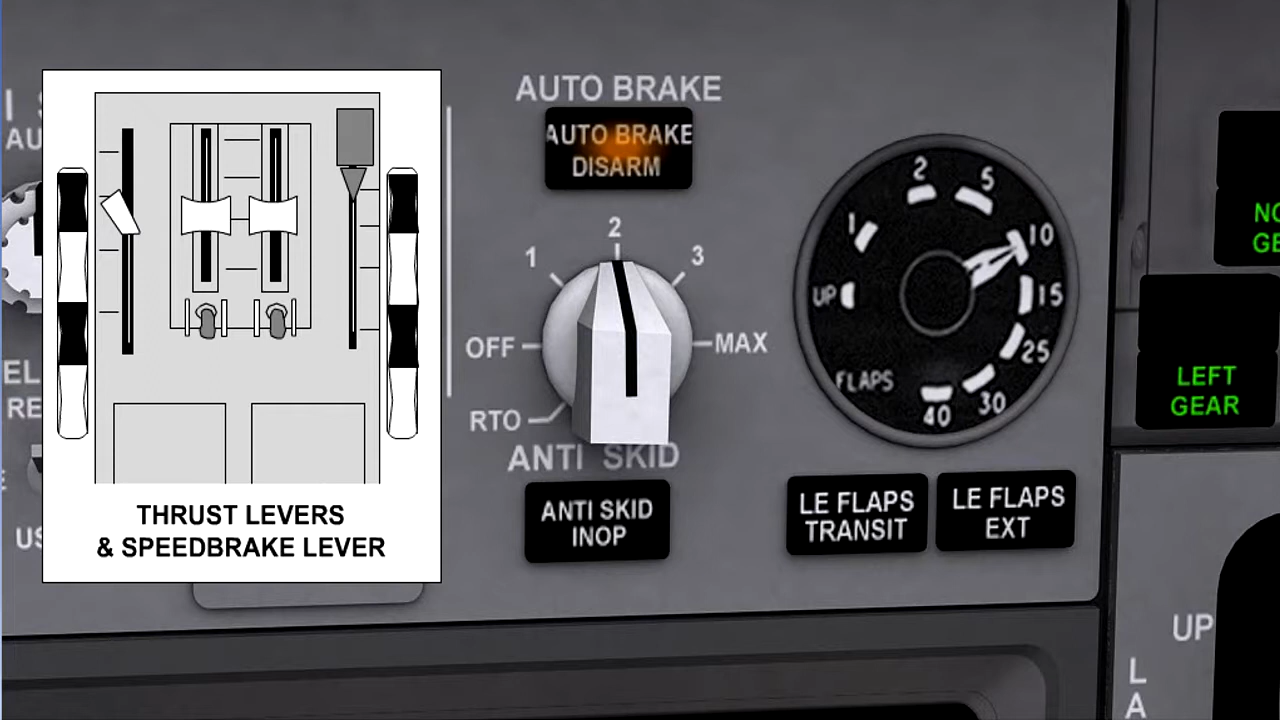 THRUST LEVERS
& SPEEDBRAKE LEVER
AUTO BRAKE
AUTO BRAKE
DISARM
1
2
3
OFF
MAX
RTO
ANTI SKID
ANTI SKID
INOP
UP
1
2
5
10
15
25
30
40
FLAPS
LE FLAPS
TRANSIT
LE FLAPS
EXT
LEFT
GEAR
UP
L
A